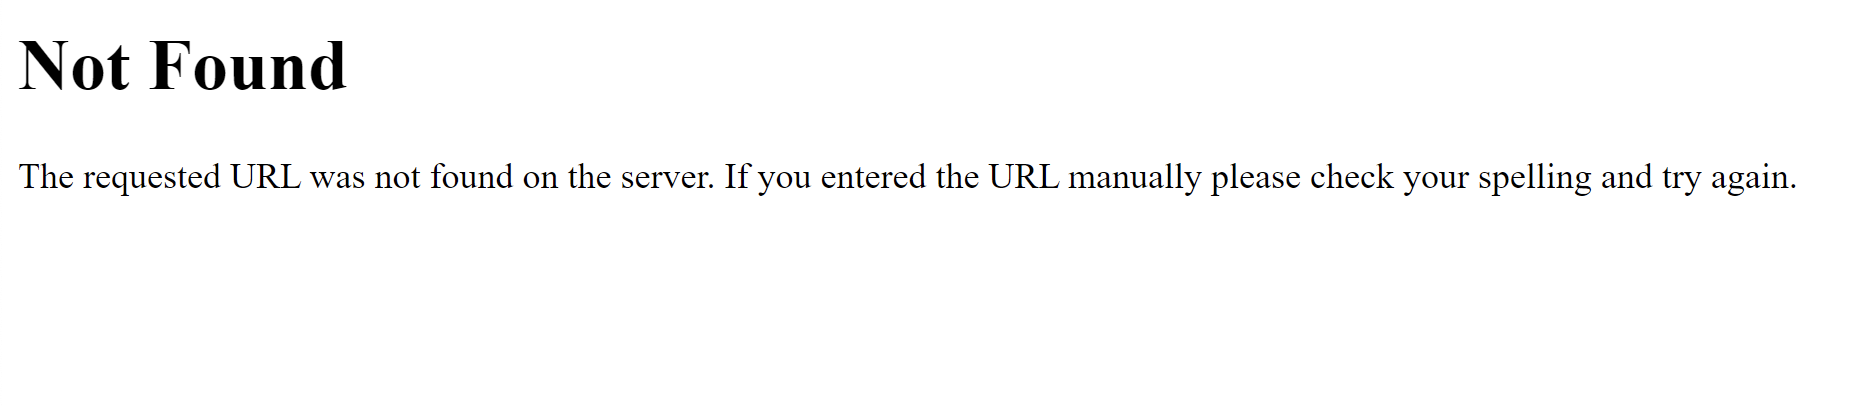 Not Found
The requested URL was not found on the server. If you entered the URL manually please check your spelling and try again.